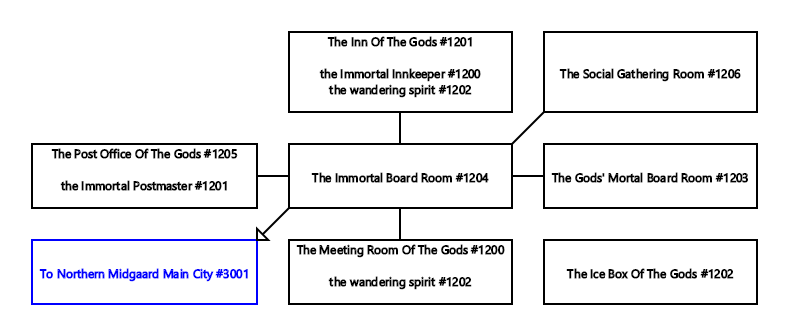 The Inn Of The Gods #1201
the Immortal Innkeeper #1200
the wandering spirit #1202
The Social Gathering Room #1206
The Post Office Of The Gods #1205
the Immortal Postmaster #1201
The Immortal Board Room #1204
The Gods' Mortal Board Room #1203
To Northern Midgaard Main City #3001
The Meeting Room Of The Gods #1200
the wandering spirit #1202
The Ice Box Of The Gods #1202